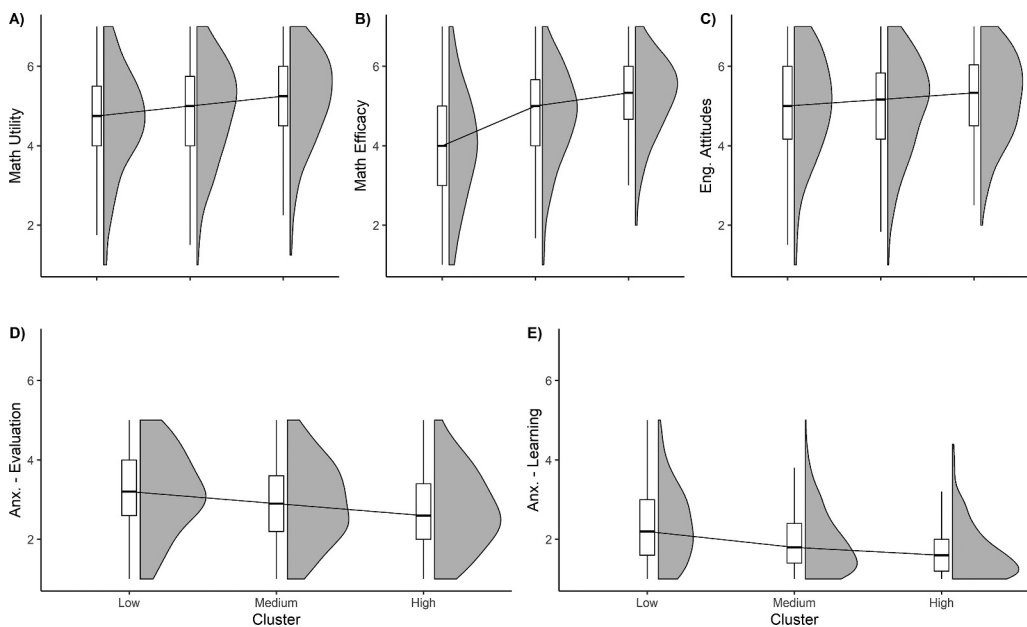 A)
Math Utility
6
4
2
B)
Math Efficacy
6
4
2
C)
Eng. Attitudes
6
4
2
D)
Anx. - Evaluation
6
4
2
Low
Medium
High
Cluster
E)
Anx. - Learning
6
4
2
Low
Medium
High
Cluster